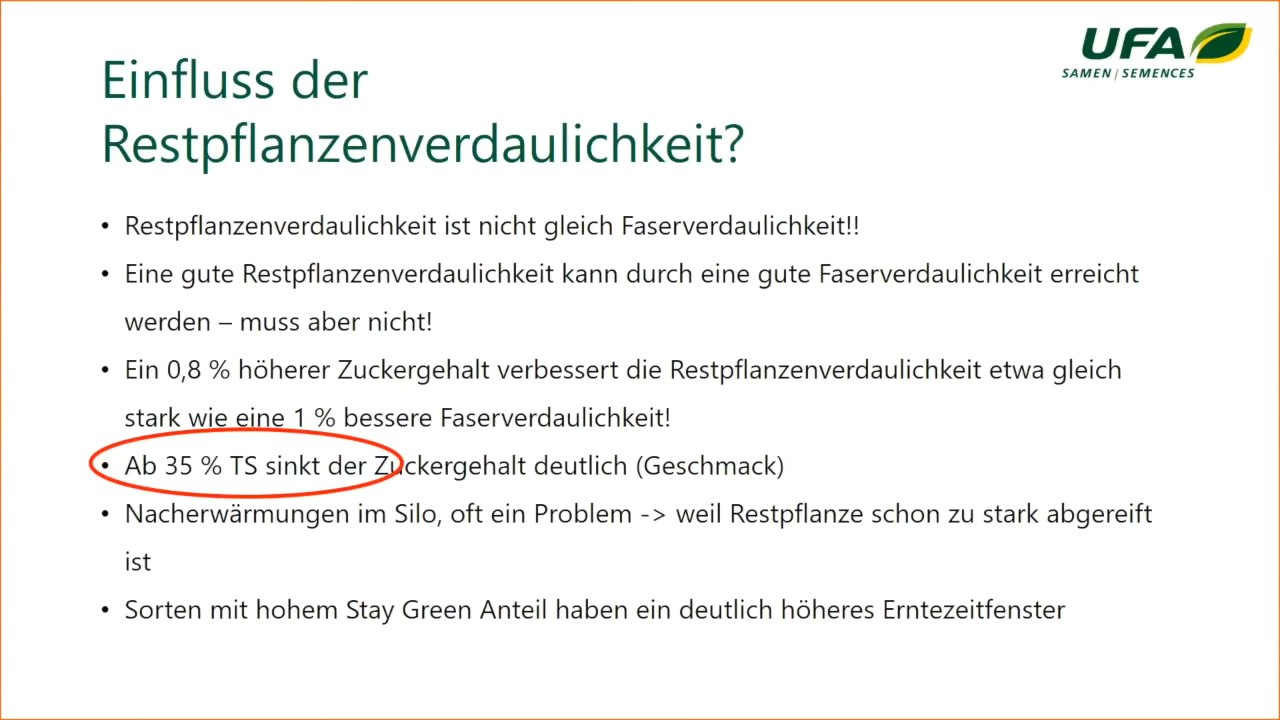 UFA
SAMEN | SEMENCES
Einfluss der
Restpflanzenverdaulichkeit?
• Restpflanzenverdaulichkeit ist nicht gleich Faserverdaulichkeit!!
• Eine gute Restpflanzenverdaulichkeit kann durch eine gute Faserverdaulichkeit erreicht
werden – muss aber nicht!
• Ein 0,8 % höherer Zuckergehalt verbessert die Restpflanzenverdaulichkeit etwa gleich
stark wie eine 1 % bessere Faserverdaulichkeit!
• Ab 35 % TS sinkt der Zuckergehalt deutlich (Geschmack)
• Nacherwärmungen im Silo, oft ein Problem -> weil Restpflanze schon zu stark abgereift
ist
• Sorten mit hohem Stay Green Anteil haben ein deutlich höheres Erntezeitfenster